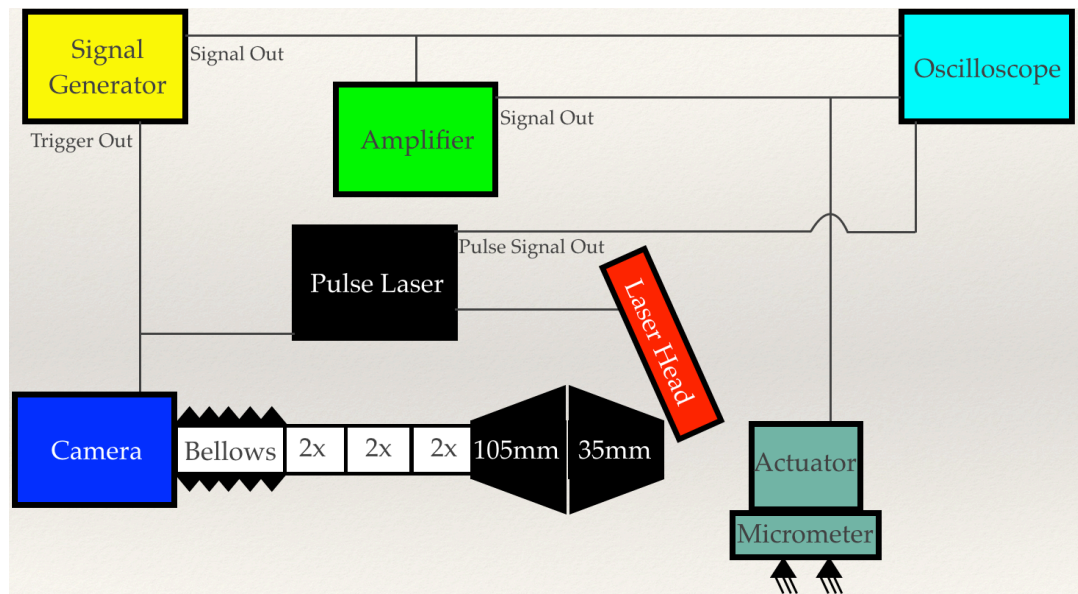 Signal
Generator
Signal Out
Oscilloscope
Amplifier
Signal Out
Trigger Out
Pulse Signal Out
Pulse Laser
Laser Head
Camera
Bellows
2x
2x
2x
105mm
35mm
Actuator
Micrometer